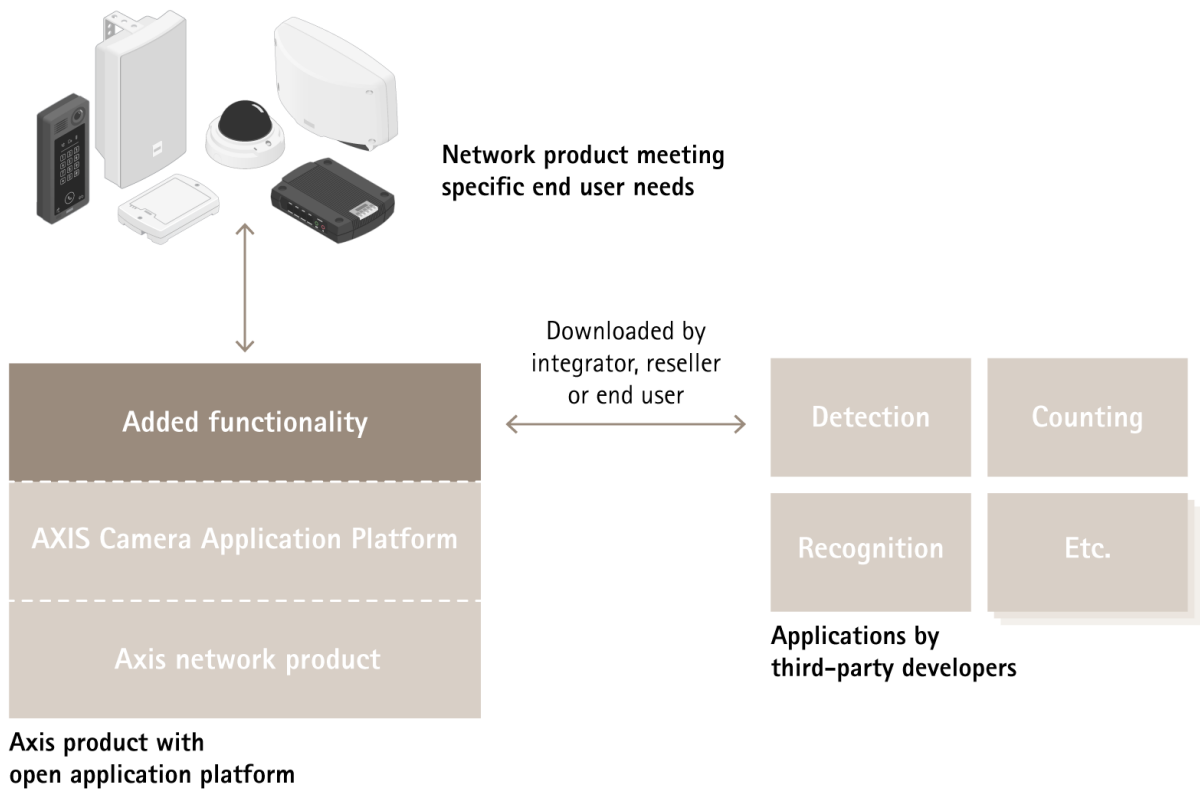 Network product meeting
specific end user needs
Downloaded by
integrator, reseller
or end user
Added functionality
AXIS Camera Application Platform
Axis network product
Axis product with
open application platform
Detection
Counting
Recognition
Etc.
Applications by
third-party developers